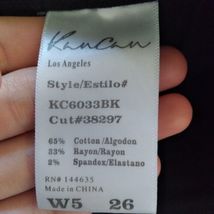 KanCan
Los Angeles
Style/Estilo#
KC6033BK
Cut#38297
65% Cotton/Algodon
33% Rayon/Rayon
2% Spandex/Elastano
RN# 144635
Made in CHINA
W5 26